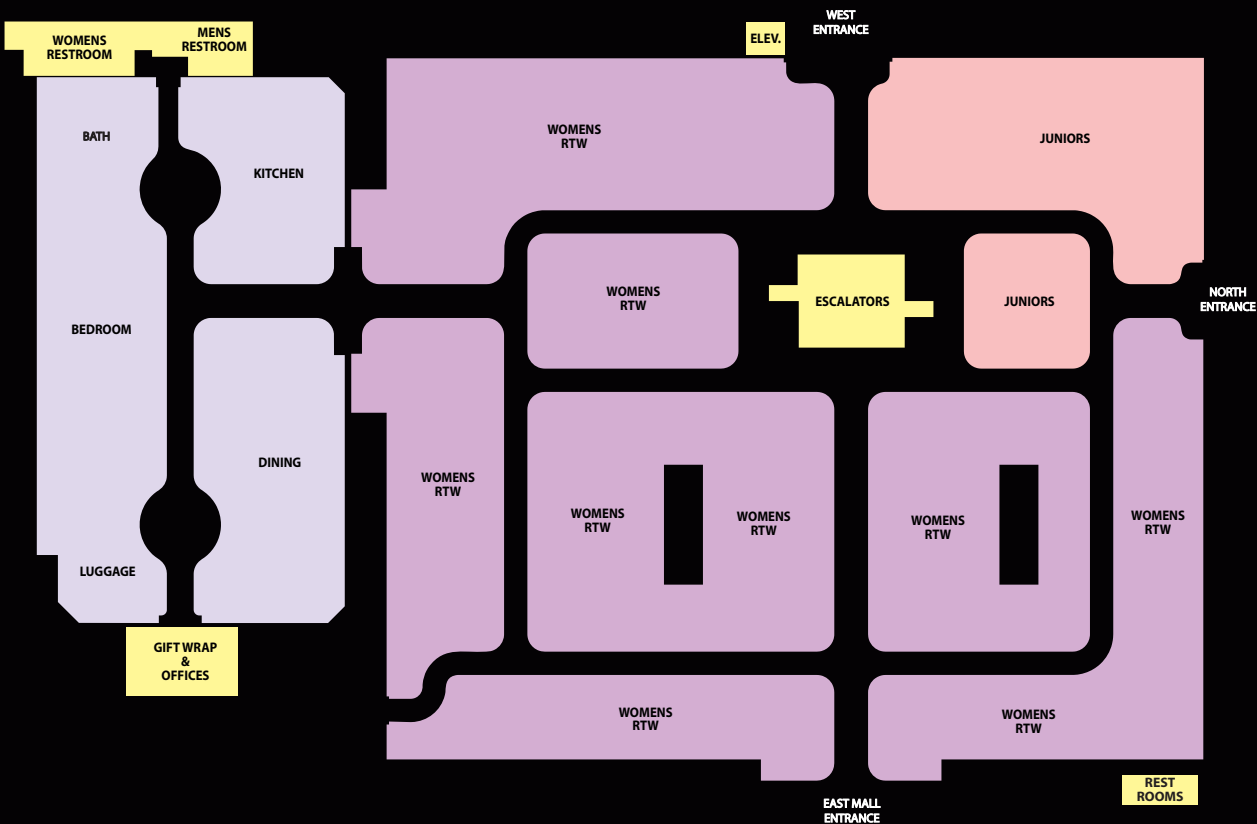 WOMENS
RESTROOM
MENS
RESTROOM
ELEV.
WEST
ENTRANCE
BATH
KITCHEN
WOMENS
RTW
JUNIORS
BEDROOM
WOMENS
RTW
ESCALATORS
JUNIORS
NORTH
ENTRANCE
DINING
WOMENS
RTW
WOMENS
RTW
WOMENS
RTW
WOMENS
RTW
WOMENS
RTW
LUGGAGE
GIFT WRAP
&
OFFICES
WOMENS
RTW
WOMENS
RTW
EAST MALL
ENTRANCE
REST
ROOMS